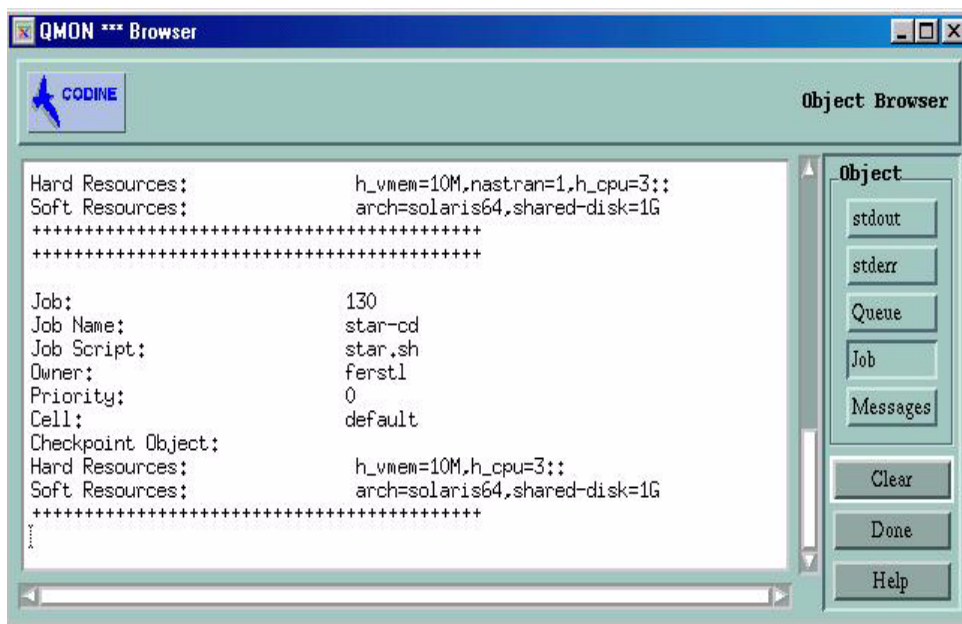 QMON *** Browser
CODINE
Object Browser
Hard Resources: h_vmem=10M,nastran=1,h_cpu=3::
Soft Resources: arch=solaris64,shared-disk=1G
+++++++++++++++++++++++++++++++++++++++++++
+++++++++++++++++++++++++++++++++++++++++++
Job: 130
Job Name: star-cd
Job Script: star.sh
Owner: ferstl
Priority: 0
Cell: default
Checkpoint Object:
Hard Resources: h_vmem=10M,h_cpu=3::
Soft Resources: arch=solaris64,shared-disk=1G
+++++++++++++++++++++++++++++++++++++++++++
Object
stdout
stderr
Queue
Job
Messages
Clear
Done
Help